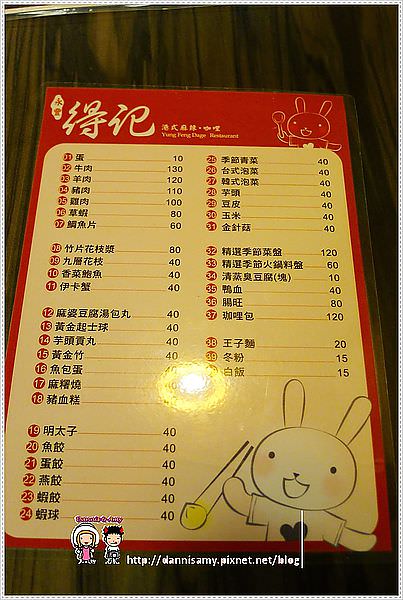 永豐
得记
港式麻辣·咖哩
Yung Feng Dage Restaurant
01 蛋 10
02 牛肉 130
03 羊肉 120
04 豬肉 110
05 雞肉 100
06 草蝦 80
07 鯛魚片 60
08 竹片花枝漿 80
09 九層花枝 40
10 香菜鮑魚 40
11 伊卡蟹 40
12 麻婆豆腐湯包丸 40
13 黃金起士球 40
14 芋頭貢丸 40
15 黃金竹 40
16 魚包蛋 40
17 麻糬燒 40
18 豬血糕 40
19 明太子 40
20 魚餃 40
21 蛋餃 40
22 燕餃 40
23 蝦餃 40
24 蝦球 40
25 季節青菜 40
26 台式泡菜 40
27 韓式泡菜 40
28 芋頭 40
29 豆皮 40
30 玉米 40
31 金針菇 40
32 精選季節菜盤 120
33 精選季節火鍋料盤 60
34 清蒸臭豆腐(塊) 10
35 鴨血 40
36 腸旺 80
37 咖哩包 120
38 王子麵 20
39 冬粉 15
白飯 15
Dannis & Amy
http://dannisamy.pixnet.net/blog